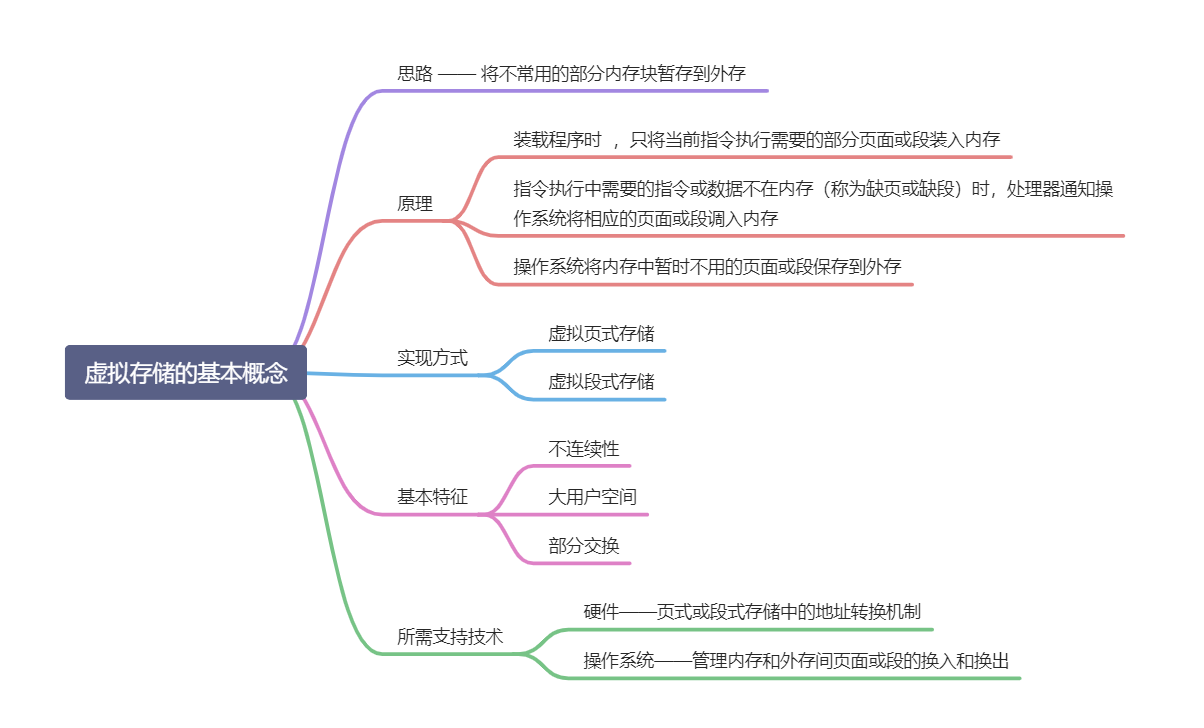 思路 —— 将不常用的部分内存块暂存到外存
装载程序时 ，只将当前指令执行需要的部分页面或段装入内存
原理
指令执行中需要的指令或数据不在内存（称为缺页或缺段）时，处理器通知操
作系统将相应的页面或段调入内存
操作系统将内存中暂时不用的页面或段保存到外存
虚拟存储的基本概念
实现方式
虚拟页式存储
虚拟段式存储
基本特征
不连续性
大用户空间
部分交换
所需支持技术
硬件——页式或段式存储中的地址转换机制
操作系统——管理内存和外存间页面或段的换入和换出